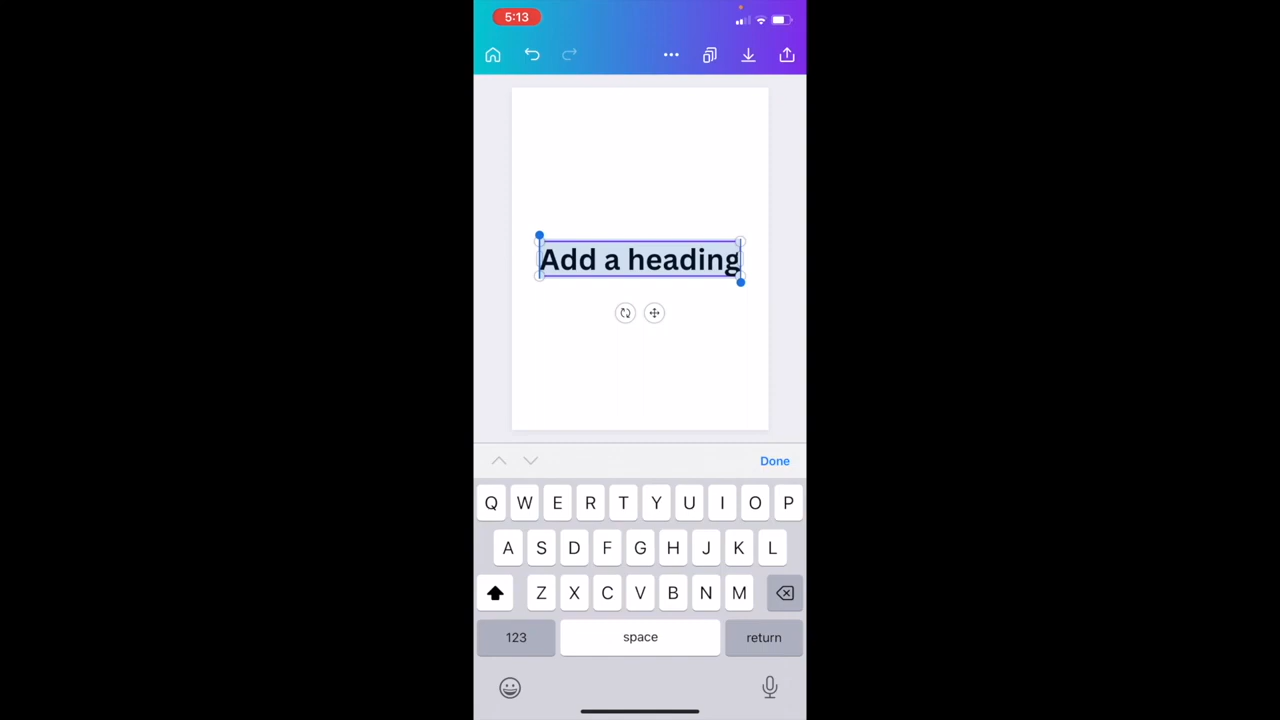 5:13
Add a heading
Done
Q W E R T Y U I O P
A S D F G H J K L
Z X C V B N M
123 space return